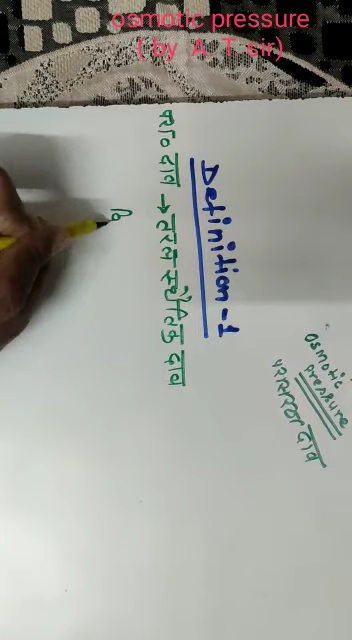 osmotic pressure
( by A. T sir)
Osmotic
pressure
परासरण दाब
Definition-1
परा० दाब → तरल स्थैतिक दाब